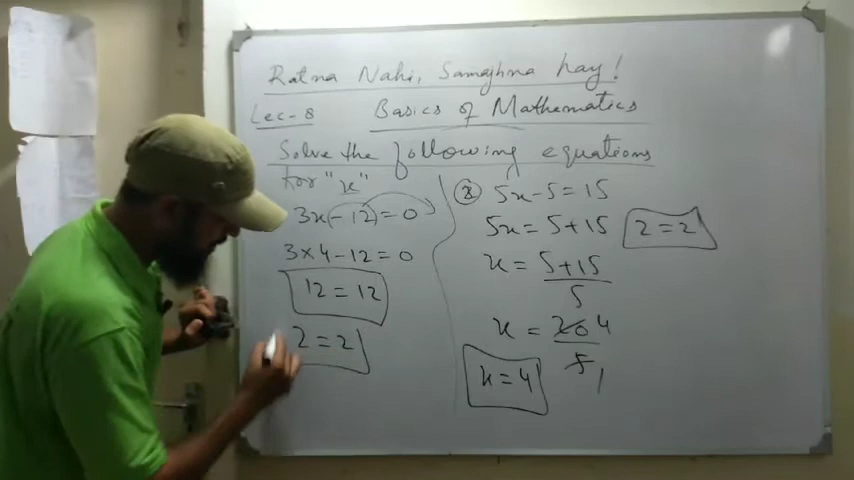 Ratna Nahi, Samajhna hay!
Lec-8 Basics of Mathematics
Solve the following equations
for "x"
3x(-12)=0
3×4-12=0
12=12
2=2
② 5x-5=15
5x=5+15
2=2
x=5+15
5
x=20 4
5 1
x=4